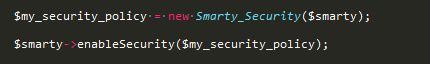 $my_security_policy = new Smarty_Security($smarty);
$smarty->enableSecurity($my_security_policy);